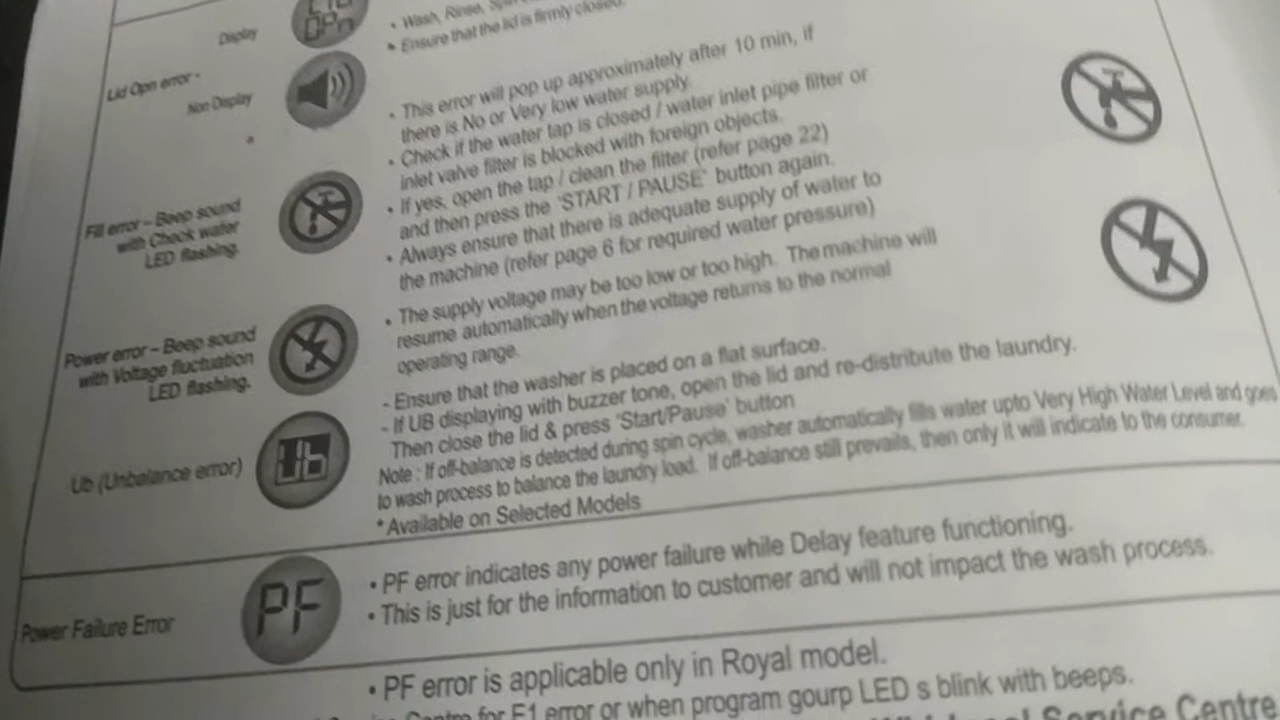 Display
OPn
• Wash, Rinse,
• Ensure that the lid is firmly closed.
Lid Opn error -
Non Display
*
• This error will pop up approximately after 10 min, if
there is No or Very low water supply.
• Check if the water tap is closed / water inlet pipe filter or
inlet valve filter is blocked with foreign objects.
• If yes, open the tap / clean the filter (refer page 22)
and then press the 'START / PAUSE' button again.
• Always ensure that there is adequate supply of water to
the machine (refer page 6 for required water pressure)
Fill error – Beep sound
with Check water
LED flashing.
• The supply voltage may be too low or too high. The machine will
resume automatically when the voltage returns to the normal
operating range.
Power error – Beep sound
with Voltage fluctuation
LED flashing.
- Ensure that the washer is placed on a flat surface.
- If UB displaying with buzzer tone, open the lid and re-distribute the laundry.
Then close the lid & press 'Start/Pause' button
Note : If off-balance is detected during spin cycle, washer automatically fills water upto Very High Water Level and goes
to wash process to balance the laundry load. If off-balance still prevails, then only it will indicate to the consumer.
* Available on Selected Models
Ub (Unbalance error)
Ub
Power Failure Error
PF
• PF error indicates any power failure while Delay feature functioning.
• This is just for the information to customer and will not impact the wash process.
• PF error is applicable only in Royal model.
Centre for E1 error or when program gourp LED s blink with beeps.
Service Centre